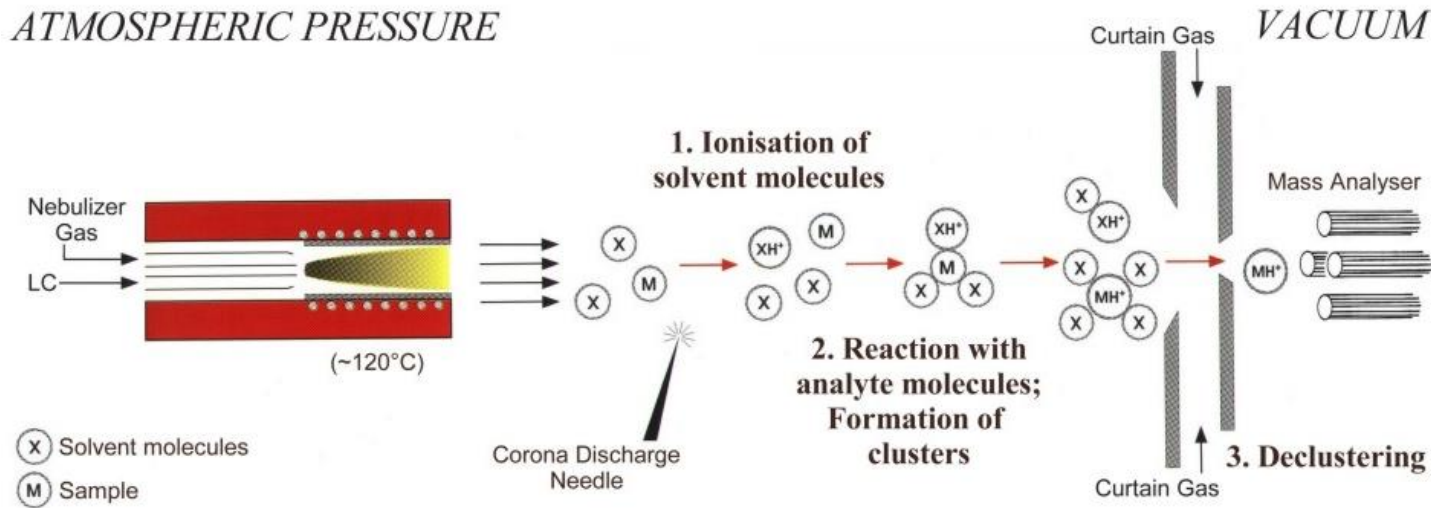 ATMOSPHERIC PRESSURE
VACUUM
Curtain Gas
1. Ionisation of
solvent molecules
Mass Analyser
Nebulizer
Gas
LC
(~120°C)
X
M
X
XH⁺
M
X
X
XH⁺
M
X
X
X
XH⁺
X
X
MH⁺
X
X
MH⁺
2. Reaction with
analyte molecules;
Formation of
clusters
Corona Discharge
Needle
Curtain Gas
3. Declustering
X Solvent molecules
M Sample